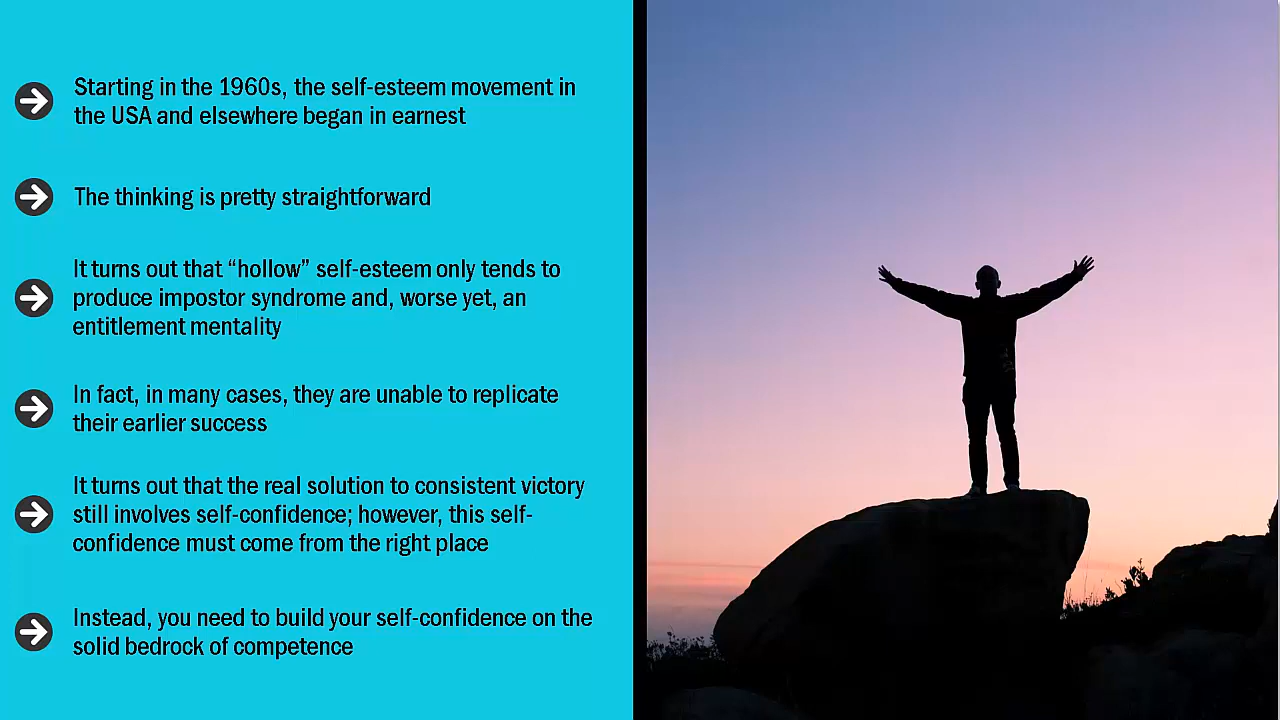 Starting in the 1960s, the self-esteem movement in
the USA and elsewhere began in earnest
The thinking is pretty straightforward
It turns out that “hollow” self-esteem only tends to
produce impostor syndrome and, worse yet, an
entitlement mentality
In fact, in many cases, they are unable to replicate
their earlier success
It turns out that the real solution to consistent victory
still involves self-confidence; however, this self-
confidence must come from the right place
Instead, you need to build your self-confidence on the
solid bedrock of competence